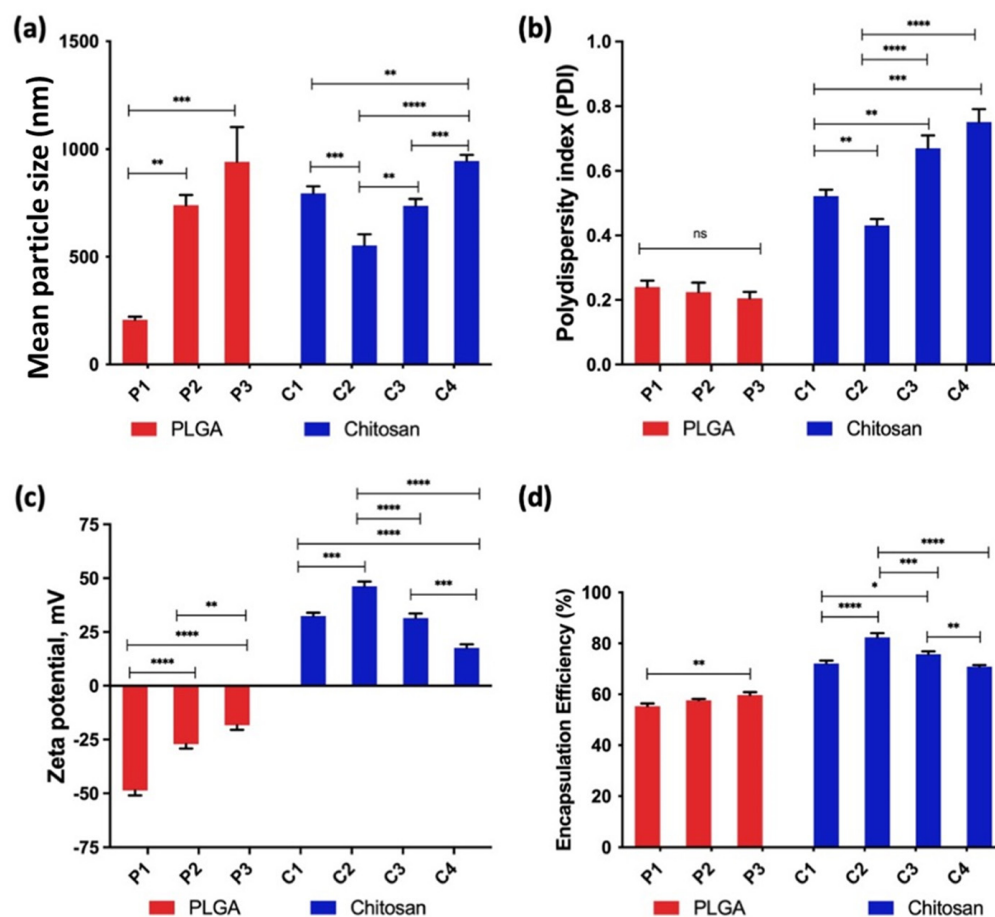 (a)
Mean particle size (nm)
1500
1000
500
0
**
****
***
***
**
***
**
P1
P2
P3
C1
C2
C3
C4
PLGA
Chitosan
(b)
Polydispersity index (PDI)
1.0
0.8
0.6
0.4
0.2
0.0
****
****
***
**
**
ns
P1
P2
P3
C1
C2
C3
C4
PLGA
Chitosan
(c)
Zeta potential, mV
75
50
25
0
-25
-50
-75
****
****
****
***
***
**
****
****
P1
P2
P3
C1
C2
C3
C4
PLGA
Chitosan
(d)
Encapsulation Efficiency (%)
100
80
60
40
20
0
****
***
*
****
**
**
P1
P2
P3
C1
C2
C3
C4
PLGA
Chitosan